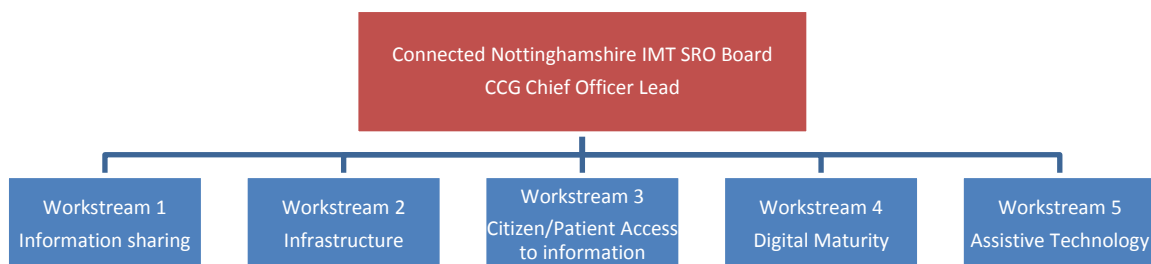 Connected Nottinghamshire IMT SRO Board
CCG Chief Officer Lead
Workstream 1
Information sharing
Workstream 2
Infrastructure
Workstream 3
Citizen/Patient Access
to information
Workstream 4
Digital Maturity
Workstream 5
Assistive Technology